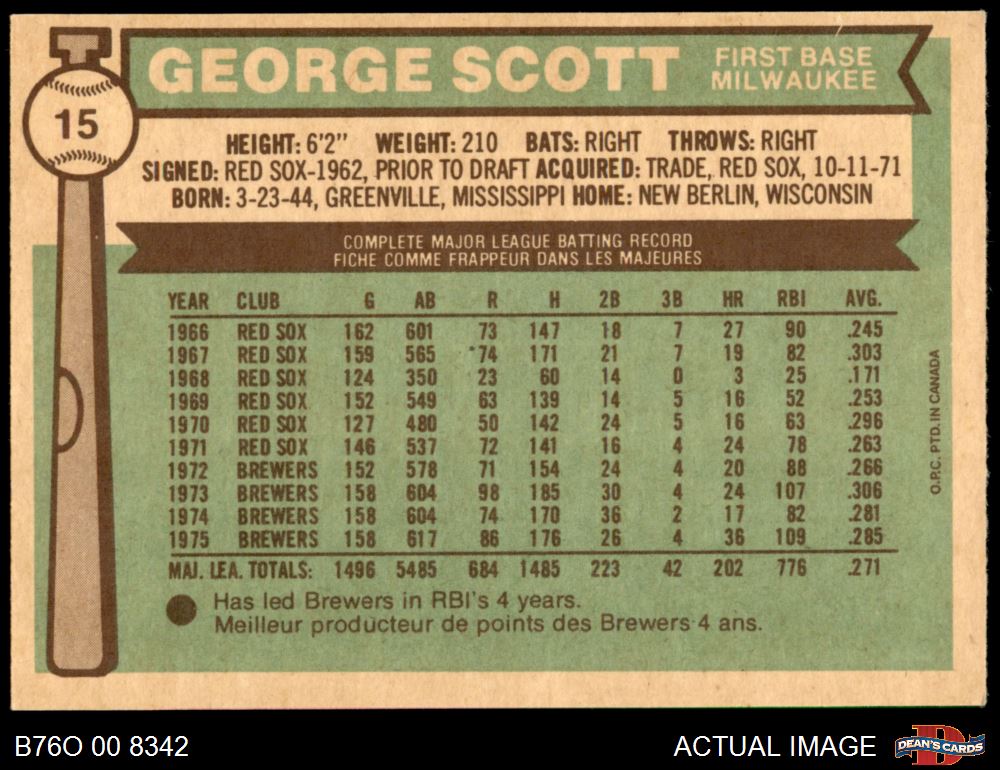 GEORGE SCOTT
FIRST BASE
MILWAUKEE
15
HEIGHT: 6'2" WEIGHT: 210 BATS: RIGHT THROWS: RIGHT
SIGNED: RED SOX-1962, PRIOR TO DRAFT ACQUIRED: TRADE, RED SOX, 10-11-71
BORN: 3-23-44, GREENVILLE, MISSISSIPPI HOME: NEW BERLIN, WISCONSIN
COMPLETE MAJOR LEAGUE BATTING RECORD
FICHE COMME FRAPPEUR DANS LES MAJEURES
YEAR CLUB G AB R H 2B 3B HR RBI AVG.
1966 RED SOX 162 601 73 147 18 7 27 90 .245
1967 RED SOX 159 565 74 171 21 7 19 82 .303
1968 RED SOX 124 350 23 60 14 0 3 25 .171
1969 RED SOX 152 549 63 139 14 5 16 52 .253
1970 RED SOX 127 480 50 142 24 5 16 63 .296
1971 RED SOX 146 537 72 141 16 4 24 78 .263
1972 BREWERS 152 578 71 154 24 4 20 88 .266
1973 BREWERS 158 604 98 185 30 4 24 107 .306
1974 BREWERS 158 604 74 170 36 2 17 82 .281
1975 BREWERS 158 617 86 176 26 4 36 109 .285
MAJ. LEA. TOTALS: 1496 5485 684 1485 223 42 202 776 .271
Has led Brewers in RBI's 4 years.
Meilleur producteur de points des Brewers 4 ans.
O.P.C. PTD. IN CANADA
B76O 00 8342
ACTUAL IMAGE
DEAN'S CARDS